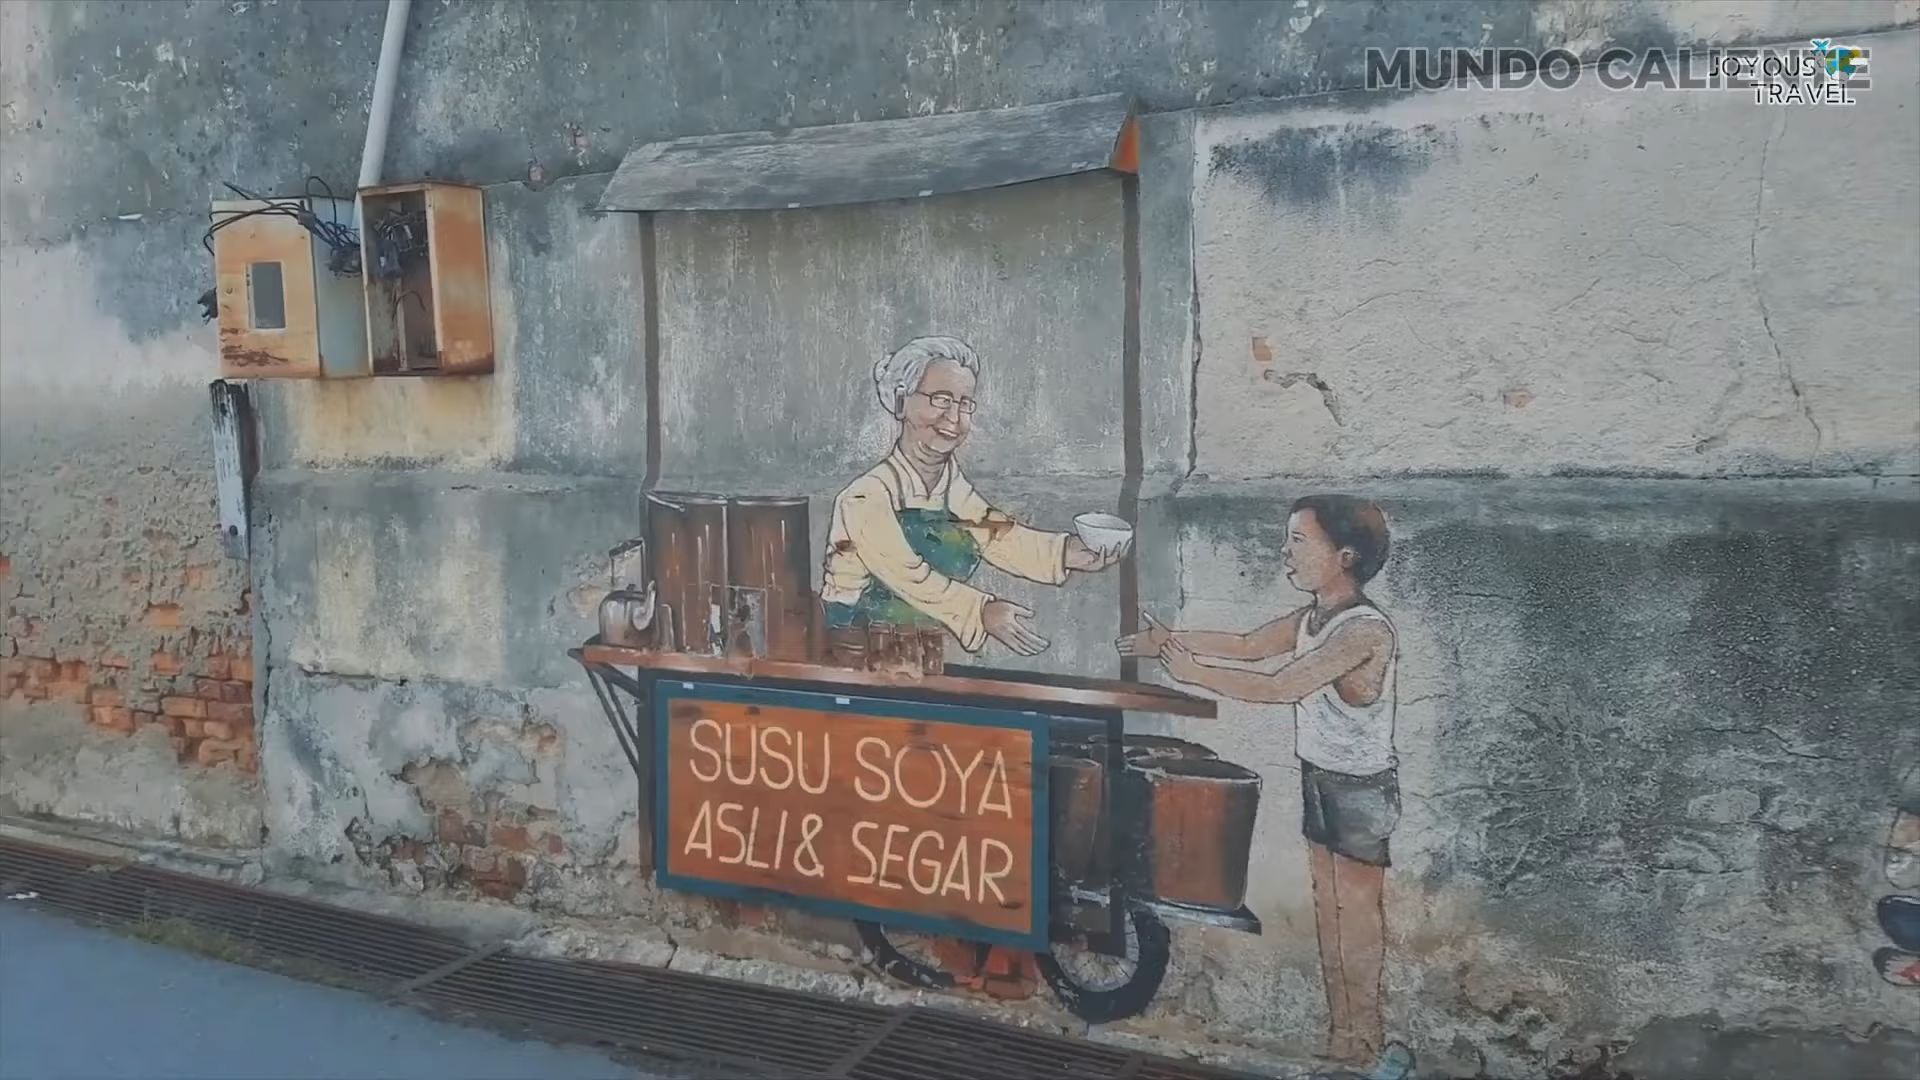 MUNDO CALIENTE
JOYOUS
TRAVEL
SUSU SOYA
ASLI & SEGAR